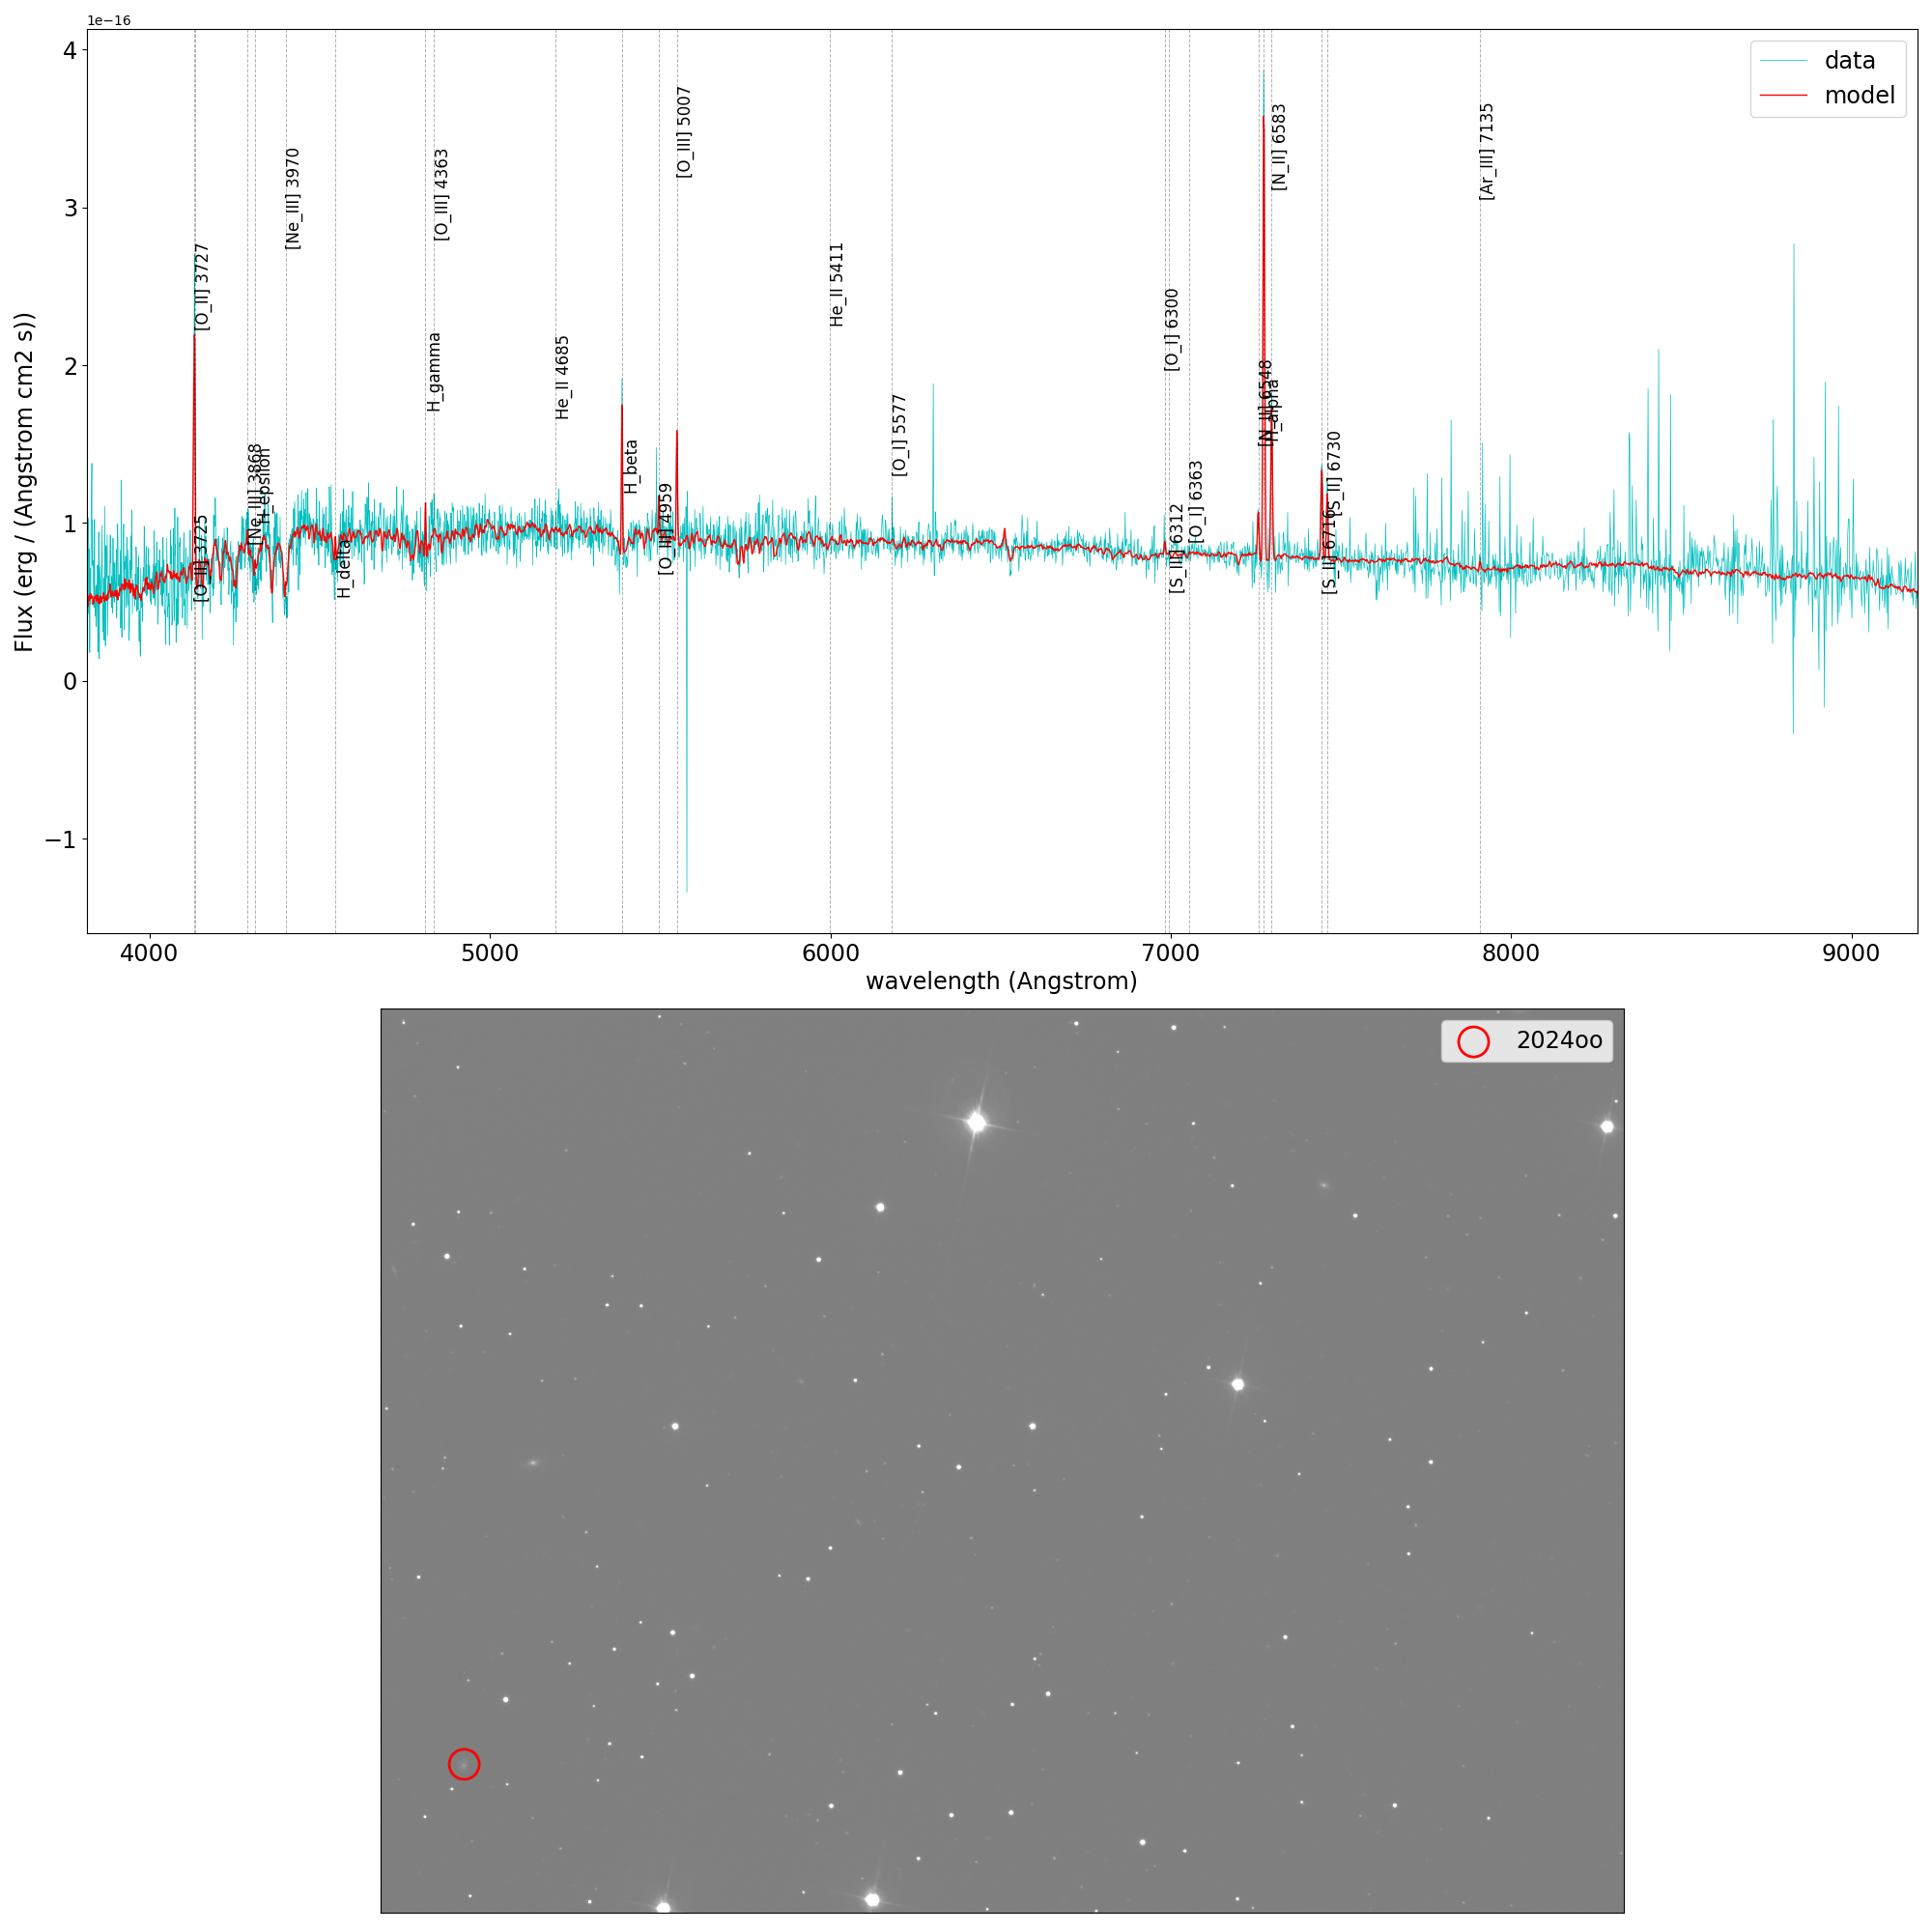 1e−16
4
3
2
1
0
−1
Flux (erg / (Angstrom cm2 s))
data
model
[O_II] 3725
[O_II] 3727
[Ne_III] 3868
H_epsilon
[Ne_III] 3970
H_delta
H_gamma
[O_III] 4363
He_II 4685
H_beta
[O_III] 4959
[O_III] 5007
He_II 5411
[O_I] 5577
[O_I] 6300
[S_III] 6312
[O_I] 6363
[N_II] 6548
H_alpha
[N_II] 6583
[S_II] 6716
[S_II] 6730
[Ar_III] 7135
4000
5000
6000
7000
8000
9000
wavelength (Angstrom)
2024oo